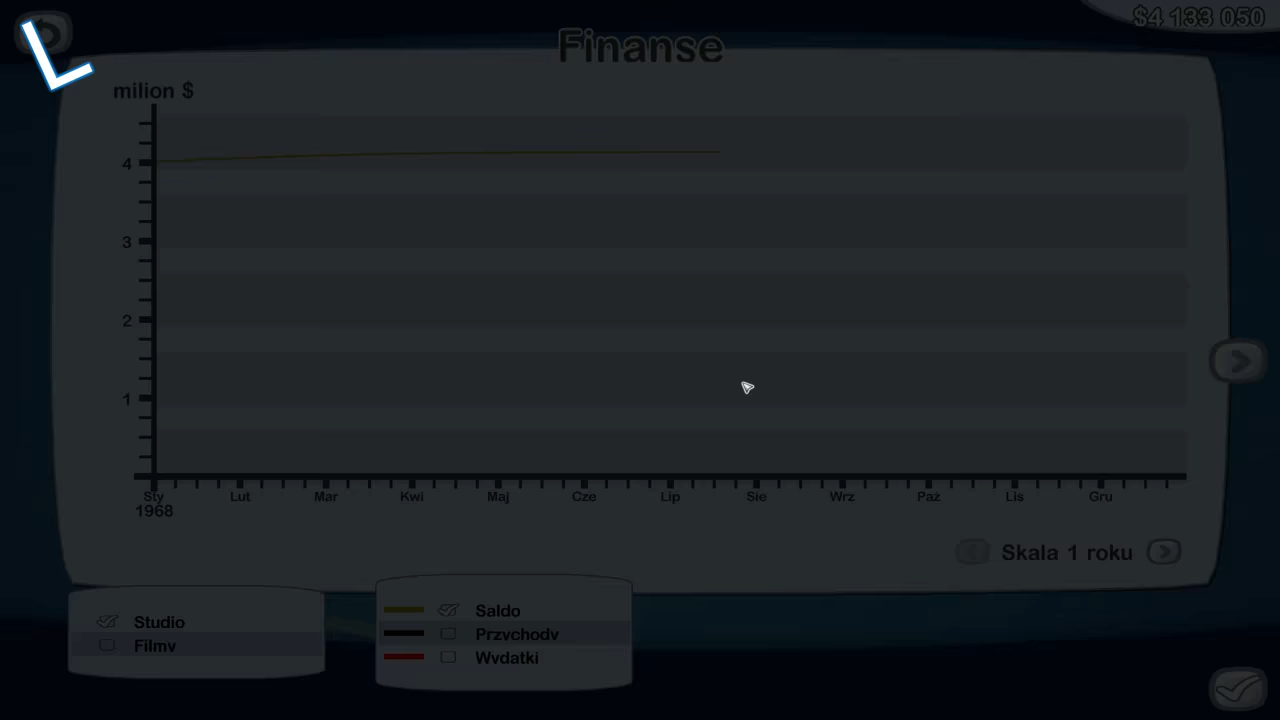 L
$4 133 050
Finanse
milion $
4
3
2
1
Sty Lut Mar Kwi Maj Cze Lip Sie Wrz Paź Lis Gru
1968
Skala 1 roku
Studio
Filmy
Saldo
Przychody
Wydatki